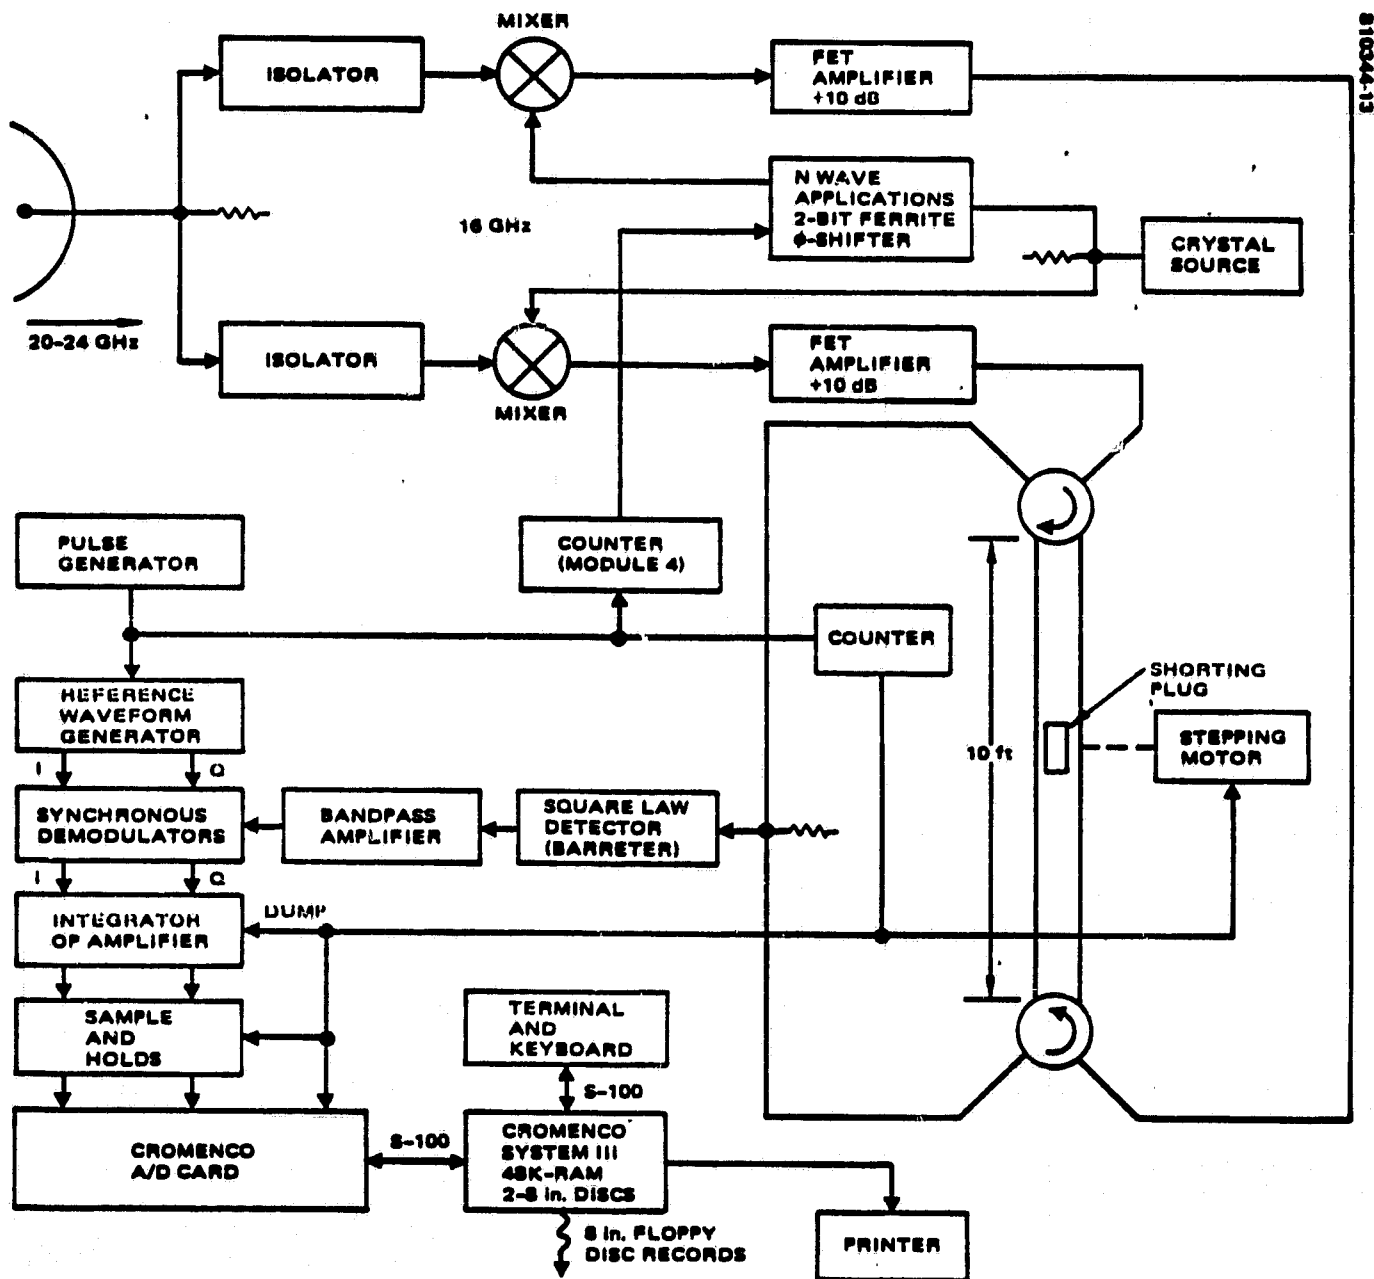 MIXER
810344-13
ISOLATOR
FET
AMPLIFIER
+10 dB
N WAVE
APPLICATIONS
2-BIT FERRITE
φ-SHIFTER
16 GHz
CRYSTAL
SOURCE
20-24 GHz
ISOLATOR
MIXER
FET
AMPLIFIER
+10 dB
PULSE
GENERATOR
COUNTER
(MODULE 4)
COUNTER
SHORTING
PLUG
REFERENCE
WAVEFORM
GENERATOR
10 ft
STEPPING
MOTOR
I
Q
SYNCHRONOUS
DEMODULATORS
BANDPASS
AMPLIFIER
SQUARE LAW
DETECTOR
(BARRETER)
I
Q
INTEGRATOR
OP AMPLIFIER
DUMP
SAMPLE
AND
HOLDS
TERMINAL
AND
KEYBOARD
S-100
CROMENCO
A/D CARD
S-100
CROMENCO
SYSTEM III
48K-RAM
2-8 in. DISCS
8 in. FLOPPY
DISC RECORDS
PRINTER